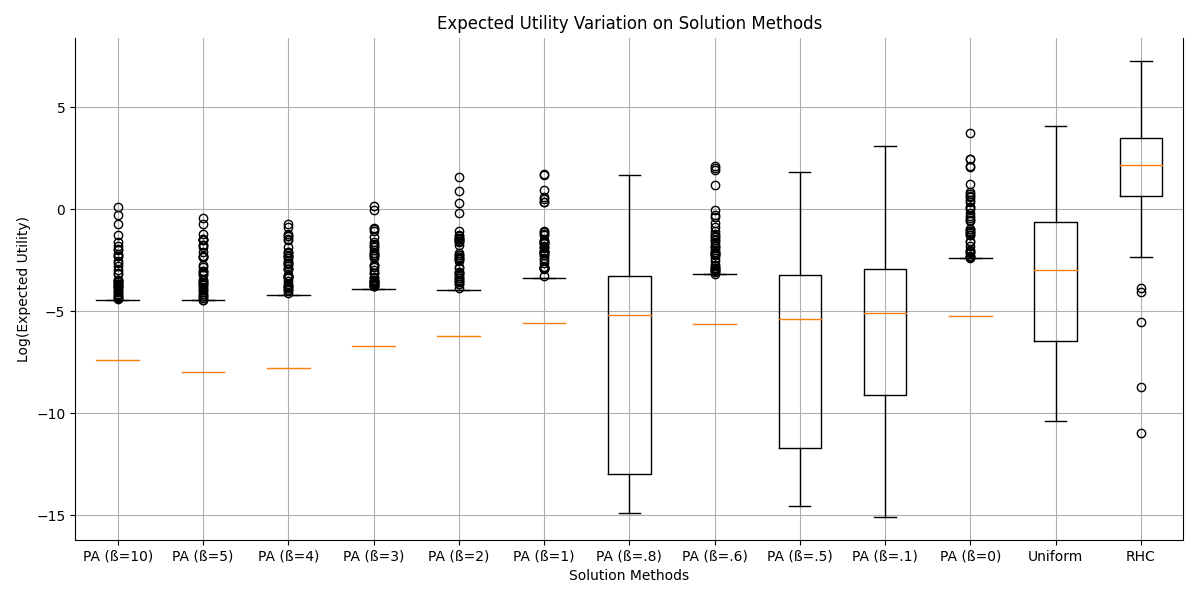 Expected Utility Variation on Solution Methods
Log(Expected Utility)
5
0
−5
−10
−15
PA (ß=10) PA (ß=5) PA (ß=4) PA (ß=3) PA (ß=2) PA (ß=1) PA (ß=.8) PA (ß=.6) PA (ß=.5) PA (ß=.1) PA (ß=0) Uniform RHC
Solution Methods